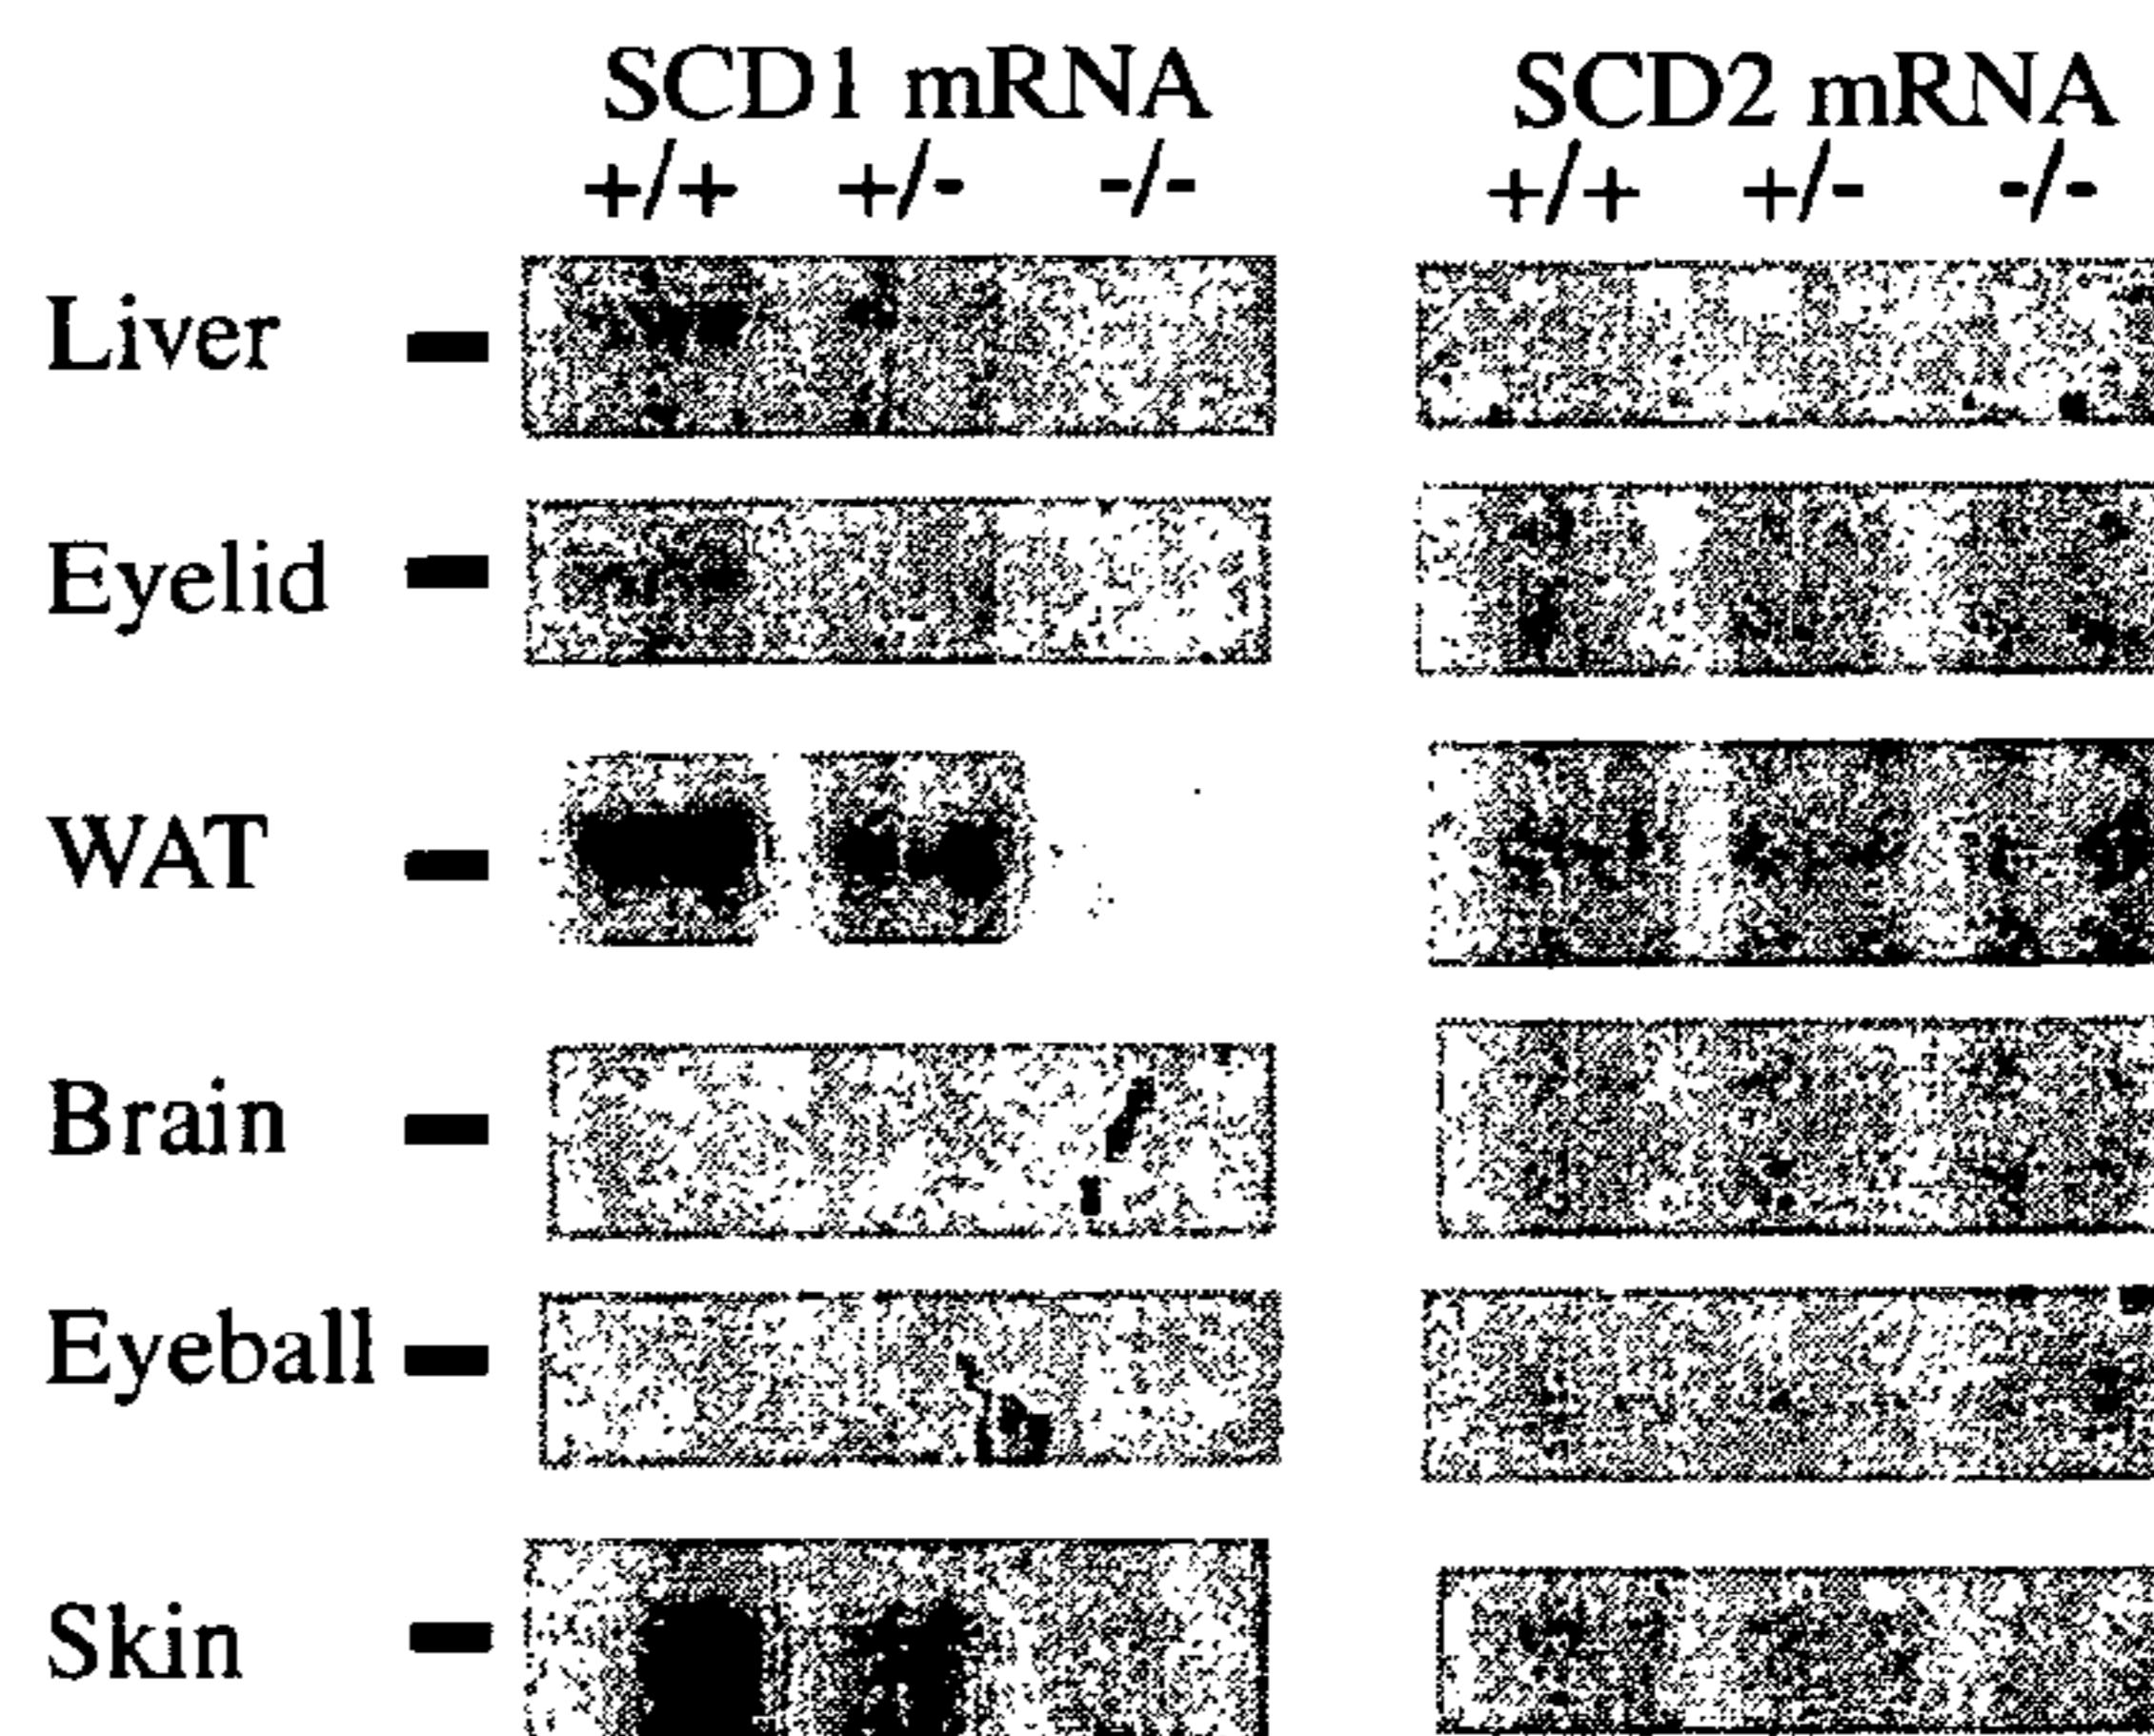 SCD1 mRNA SCD2 mRNA
+/+ +/- -/- +/+ +/- -/-
Liver
Eyelid
WAT
Brain
Eyeball
Skin